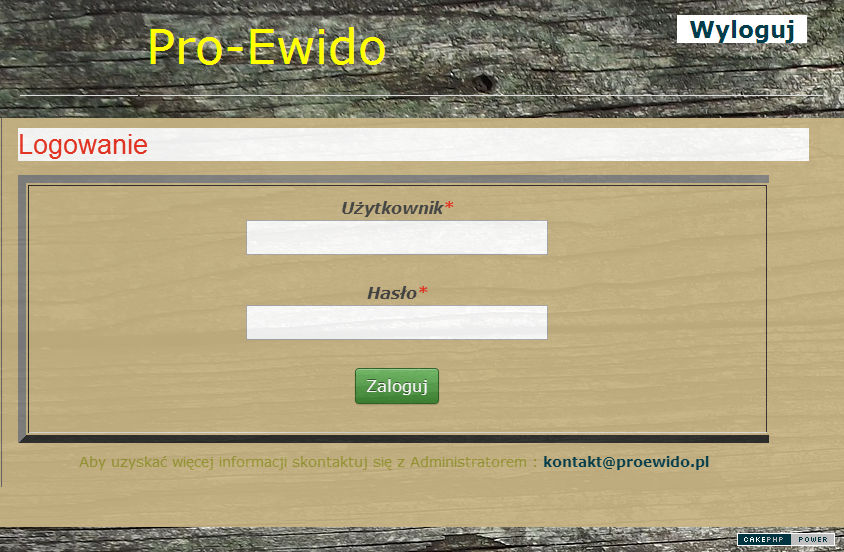 Pro-Ewido
Wyloguj
Logowanie
Użytkownik*
Hasło*
Zaloguj
Aby uzyskać więcej informacji skontaktuj się z Administratorem : kontakt@proewido.pl
CAKEPHP POWER